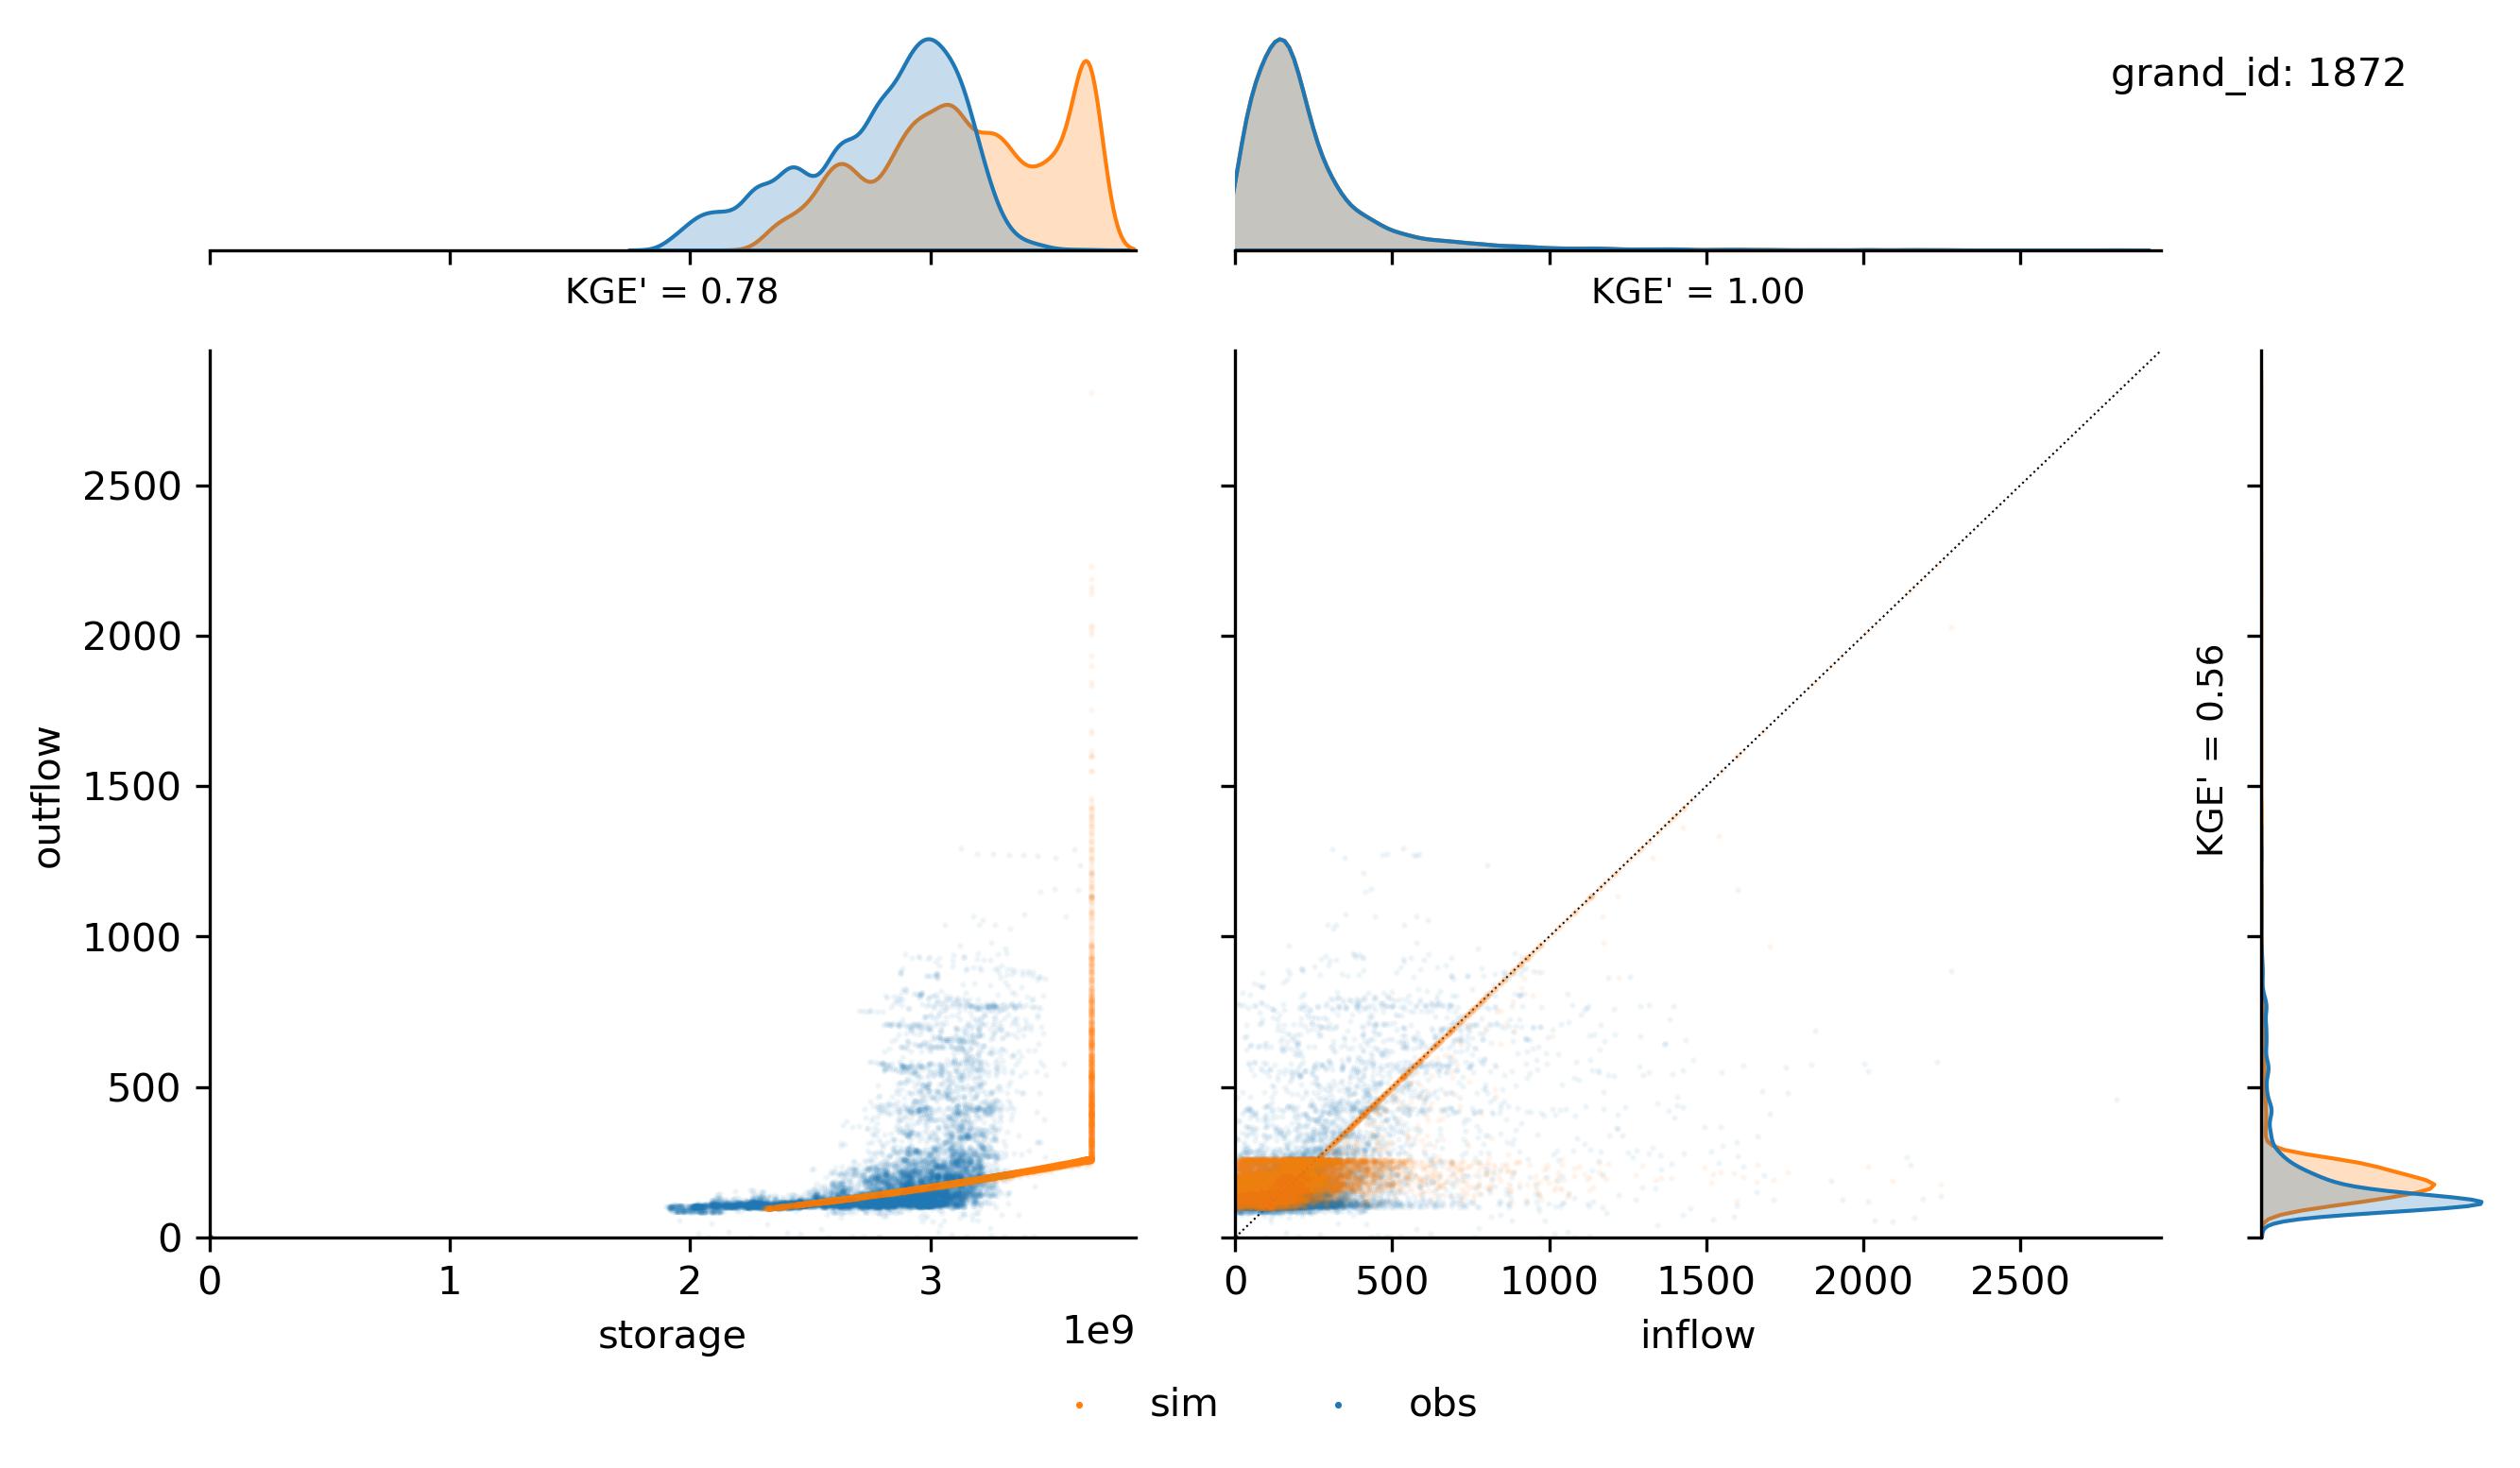 grand_id: 1872
KGE' = 0.78
KGE' = 1.00
2500
2000
1500
1000
500
0
outflow
KGE' = 0.56
0 1 2 3
0 500 1000 1500 2000 2500
storage
1e9
inflow
sim
obs